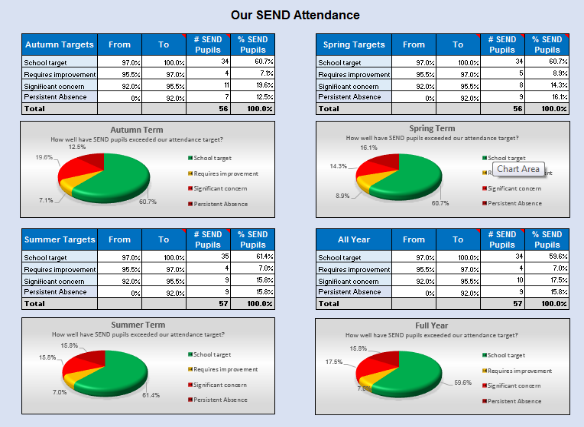 Our SEND Attendance
Autumn Targets From To # SEND Pupils % SEND Pupils
School target 97.0% 100.0% 34 60.7%
Requires improvement 95.5% 97.0% 4 7.1%
Significant concern 92.0% 95.5% 11 19.6%
Persistent Absence 0% 92.0% 7 12.5%
Total 56 100.0%
Autumn Term
How well have SEND pupils exceeded our attendance target?
12.5%
19.6%
7.1%
60.7%
School target
Requires improvement
Significant concern
Persistent Absence
Spring Targets From To # SEND Pupils % SEND Pupils
School target 97.0% 100.0% 34 60.7%
Requires improvement 95.5% 97.0% 5 8.9%
Significant concern 92.0% 95.5% 8 14.3%
Persistent Absence 0% 92.0% 9 16.1%
Total 56 100.0%
Spring Term
How well have SEND pupils exceeded our attendance target?
16.1%
14.3%
8.9%
60.7%
School target
Chart Area
Significant concern
Persistent Absence
Summer Targets From To # SEND Pupils % SEND Pupils
School target 97.0% 100.0% 35 61.4%
Requires improvement 95.5% 97.0% 4 7.0%
Significant concern 92.0% 95.5% 9 15.8%
Persistent Absence 0% 92.0% 9 15.8%
Total 57 100.0%
Summer Term
How well have SEND pupils exceeded our attendance target?
15.8%
15.8%
7.0%
61.4%
School target
Requires improvement
Significant concern
Persistent Absence
All Year From To # SEND Pupils % SEND Pupils
School target 97.0% 100.0% 34 59.6%
Requires improvement 95.5% 97.0% 4 7.0%
Significant concern 92.0% 95.5% 10 17.5%
Persistent Absence 0% 92.0% 9 15.8%
Total 57 100.0%
Full Year
How well have SEND pupils exceeded our attendance target?
15.8%
17.5%
59.6%
School target
Requires improvement
Significant concern
Persistent Absence